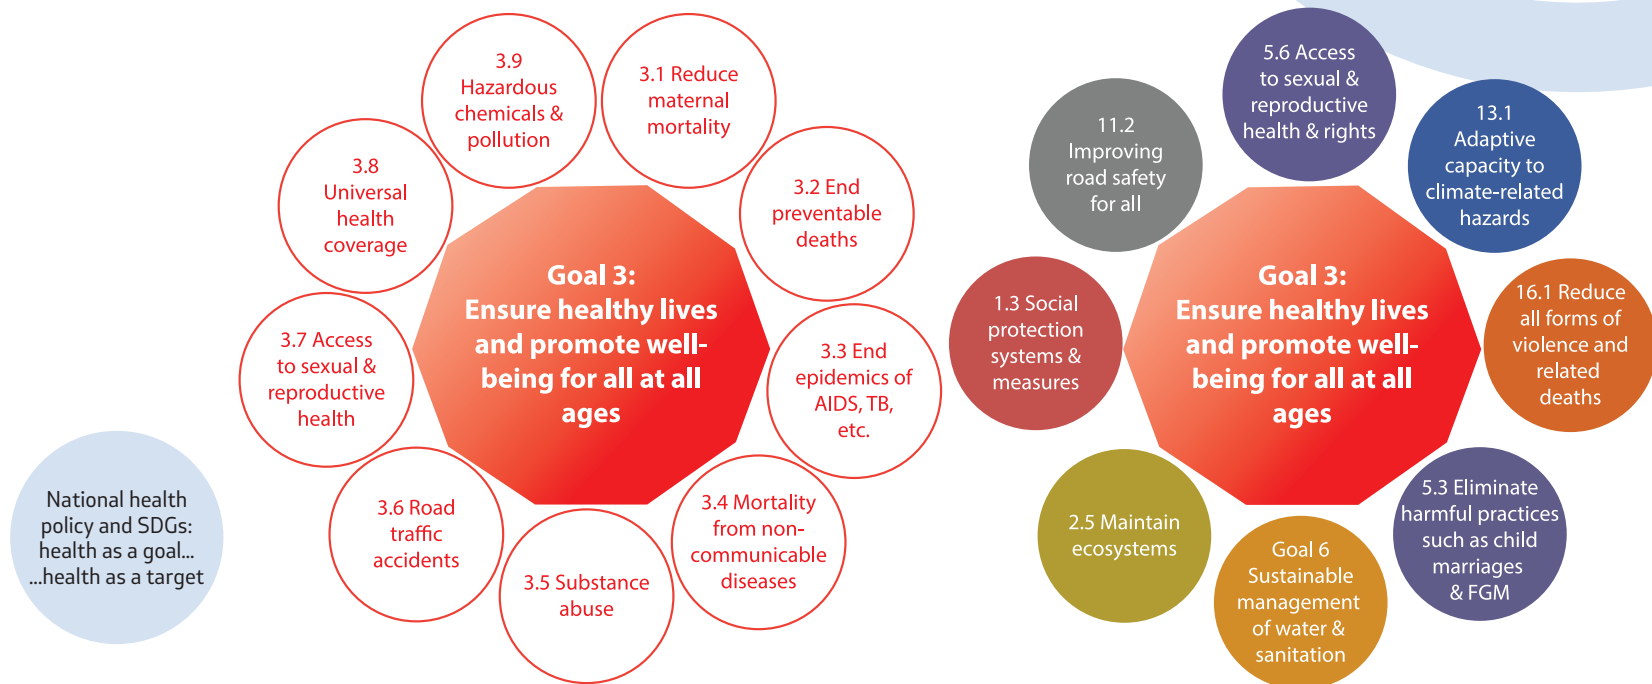 National health
policy and SDGs:
health as a goal...
...health as a target
Goal 3:
Ensure healthy lives
and promote well-
being for all at all
ages
3.1 Reduce
maternal
mortality
3.2 End
preventable
deaths
3.3 End
epidemics of
AIDS, TB,
etc.
3.4 Mortality
from non-
communicable
diseases
3.5 Substance
abuse
3.6 Road
traffic
accidents
3.7 Access
to sexual &
reproductive
health
3.8
Universal
health
coverage
3.9
Hazardous
chemicals &
pollution
Goal 3:
Ensure healthy lives
and promote well-
being for all at all
ages
5.6 Access
to sexual &
reproductive
health & rights
13.1
Adaptive
capacity to
climate-related
hazards
16.1 Reduce
all forms of
violence and
related
deaths
5.3 Eliminate
harmful practices
such as child
marriages
& FGM
Goal 6
Sustainable
management
of water &
sanitation
2.5 Maintain
ecosystems
1.3 Social
protection
systems &
measures
11.2
Improving
road safety
for all